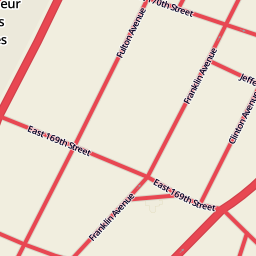 eur
s
es
70th Street
Fulton Avenue
Franklin Avenue
Jeffe
Clinton Avenue
East 169th Street
East 169th Street
Franklin Avenue